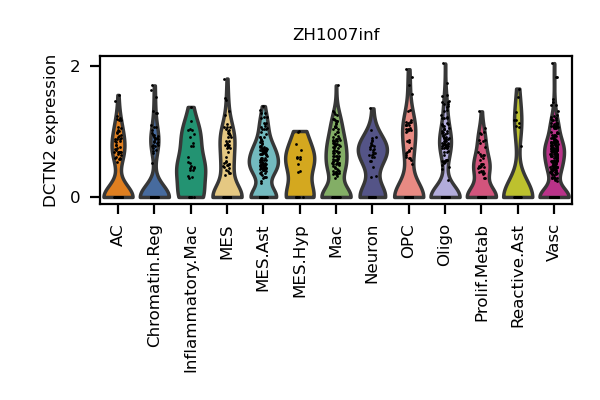 ZH1007inf
DCTN2 expression
2
0
AC
Chromatin.Reg
Inflammatory.Mac
MES
MES.Ast
MES.Hyp
Mac
Neuron
OPC
Oligo
Prolif.Metab
Reactive.Ast
Vasc